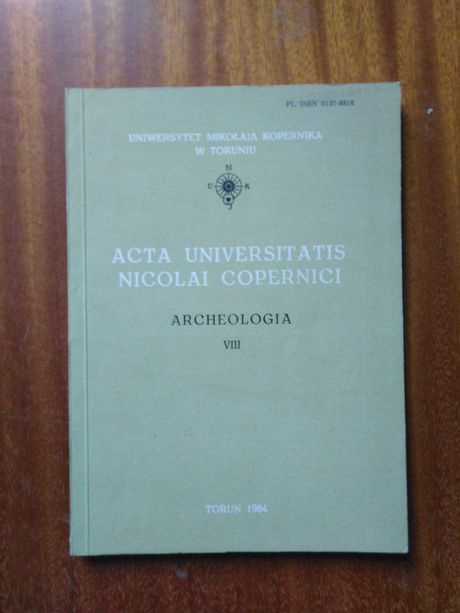 PL ISSN 0137-6616
UNIWERSYTET MIKOŁAJA KOPERNIKA
W TORUNIU
M
U K
ACTA UNIVERSITATIS
NICOLAI COPERNICI
ARCHEOLOGIA
VIII
TORUŃ 1984